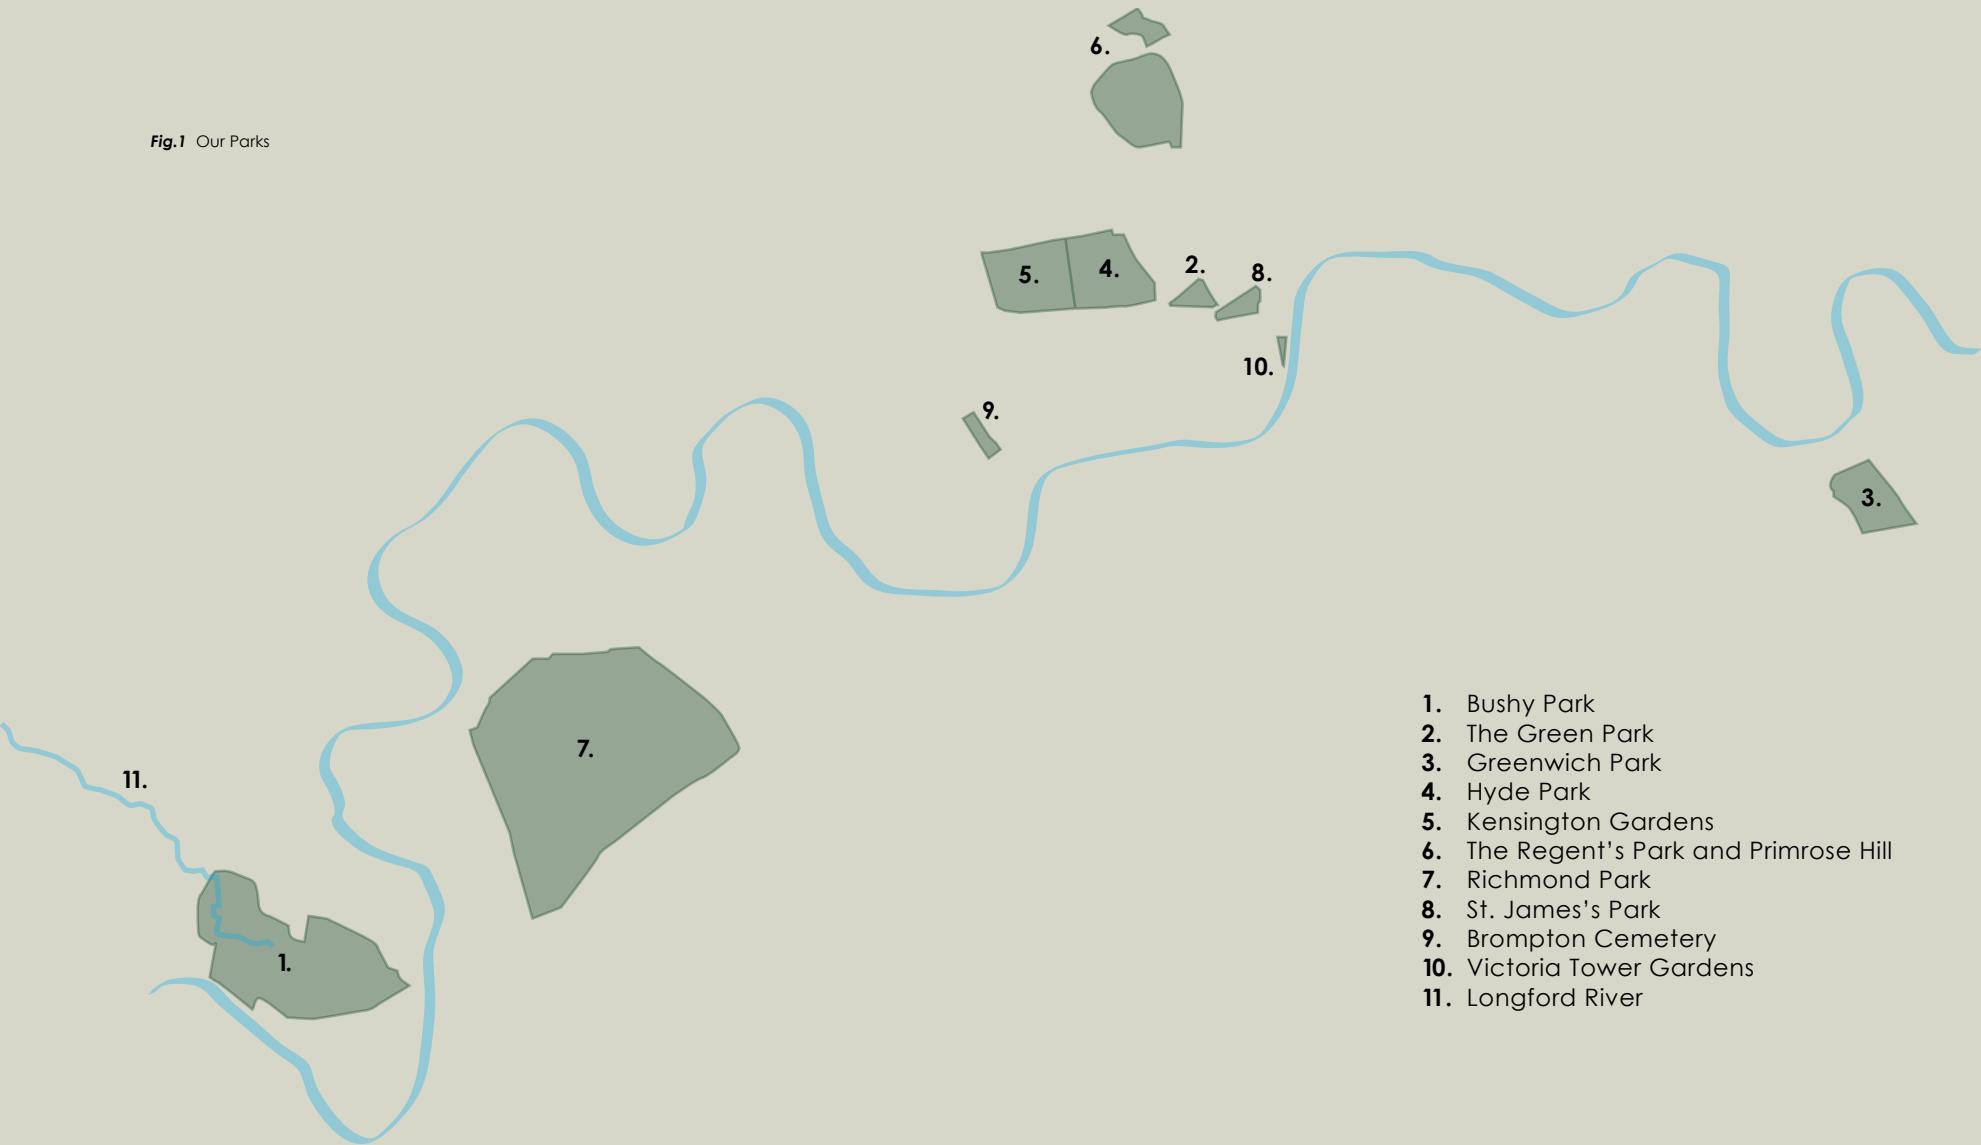 6.
Fig.1 Our Parks
5.
4.
2.
8.
10.
9.
3.
7.
11.
1.
1. Bushy Park
2. The Green Park
3. Greenwich Park
4. Hyde Park
5. Kensington Gardens
6. The Regent's Park and Primrose Hill
7. Richmond Park
8. St. James's Park
9. Brompton Cemetery
10. Victoria Tower Gardens
11. Longford River